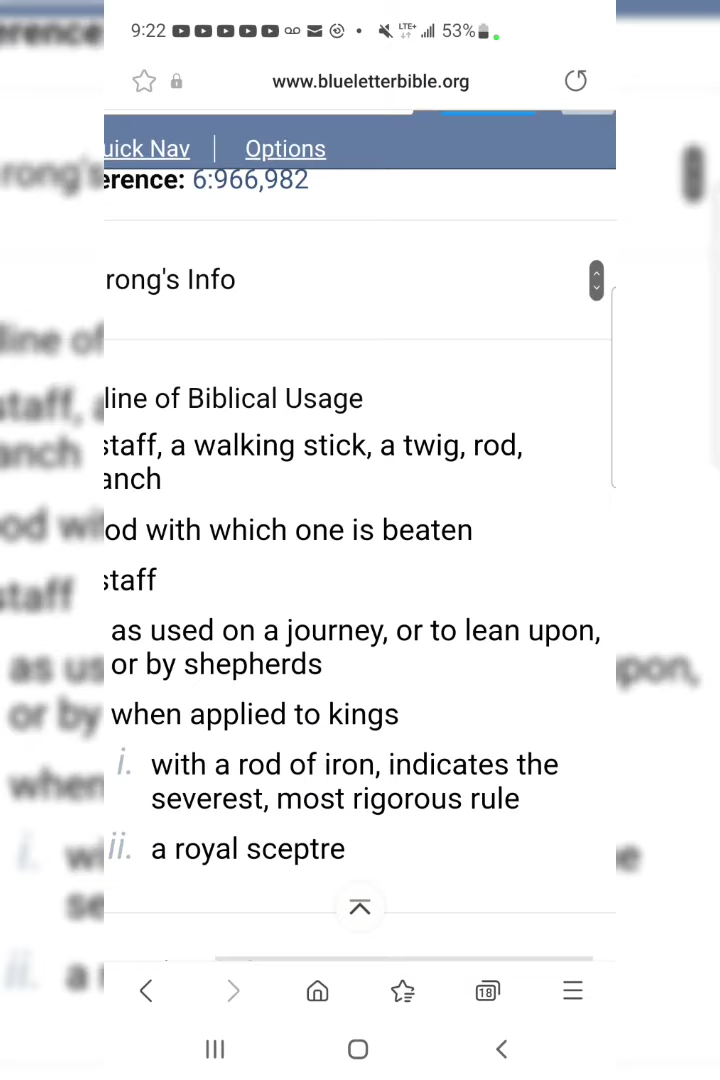 9:22 LTE+ 53%
www.blueletterbible.org
uick Nav | Options
erence: 6:966,982
rong's Info
line of Biblical Usage
staff, a walking stick, a twig, rod,
anch
od with which one is beaten
staff
as used on a journey, or to lean upon,
or by shepherds
when applied to kings
i. with a rod of iron, indicates the
severest, most rigorous rule
ii. a royal sceptre
18